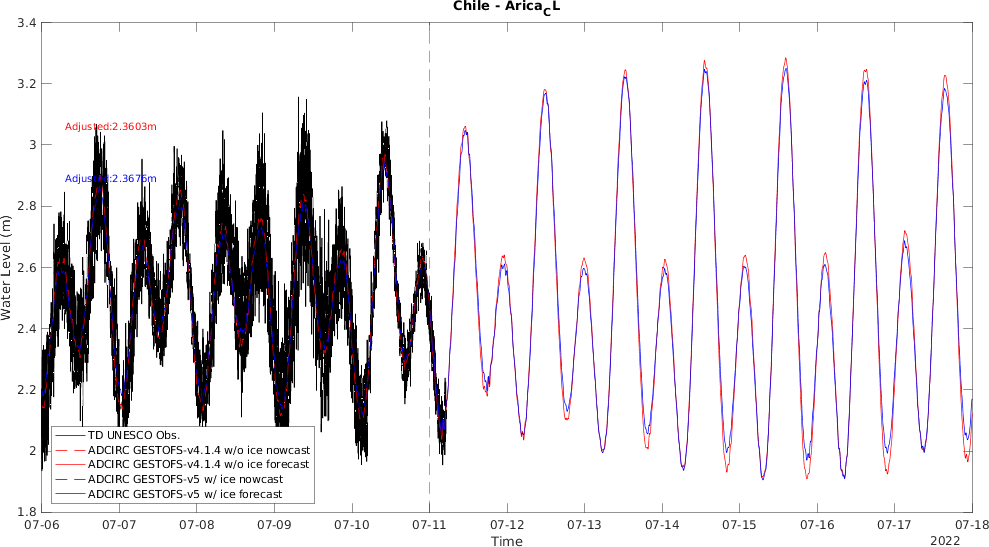 Chile - Arica_CL
3.4
3.2
3
2.8
2.6
2.4
2.2
2
1.8
Water Level (m)
Adjusted:2.3603m
Adjusted:2.3676m
TD UNESCO Obs.
ADCIRC GESTOFS-v4.1.4 w/o ice nowcast
ADCIRC GESTOFS-v4.1.4 w/o ice forecast
ADCIRC GESTOFS-v5 w/ ice nowcast
ADCIRC GESTOFS-v5 w/ ice forecast
07-06 07-07 07-08 07-09 07-10 07-11 07-12 07-13 07-14 07-15 07-16 07-17 07-18
Time
2022